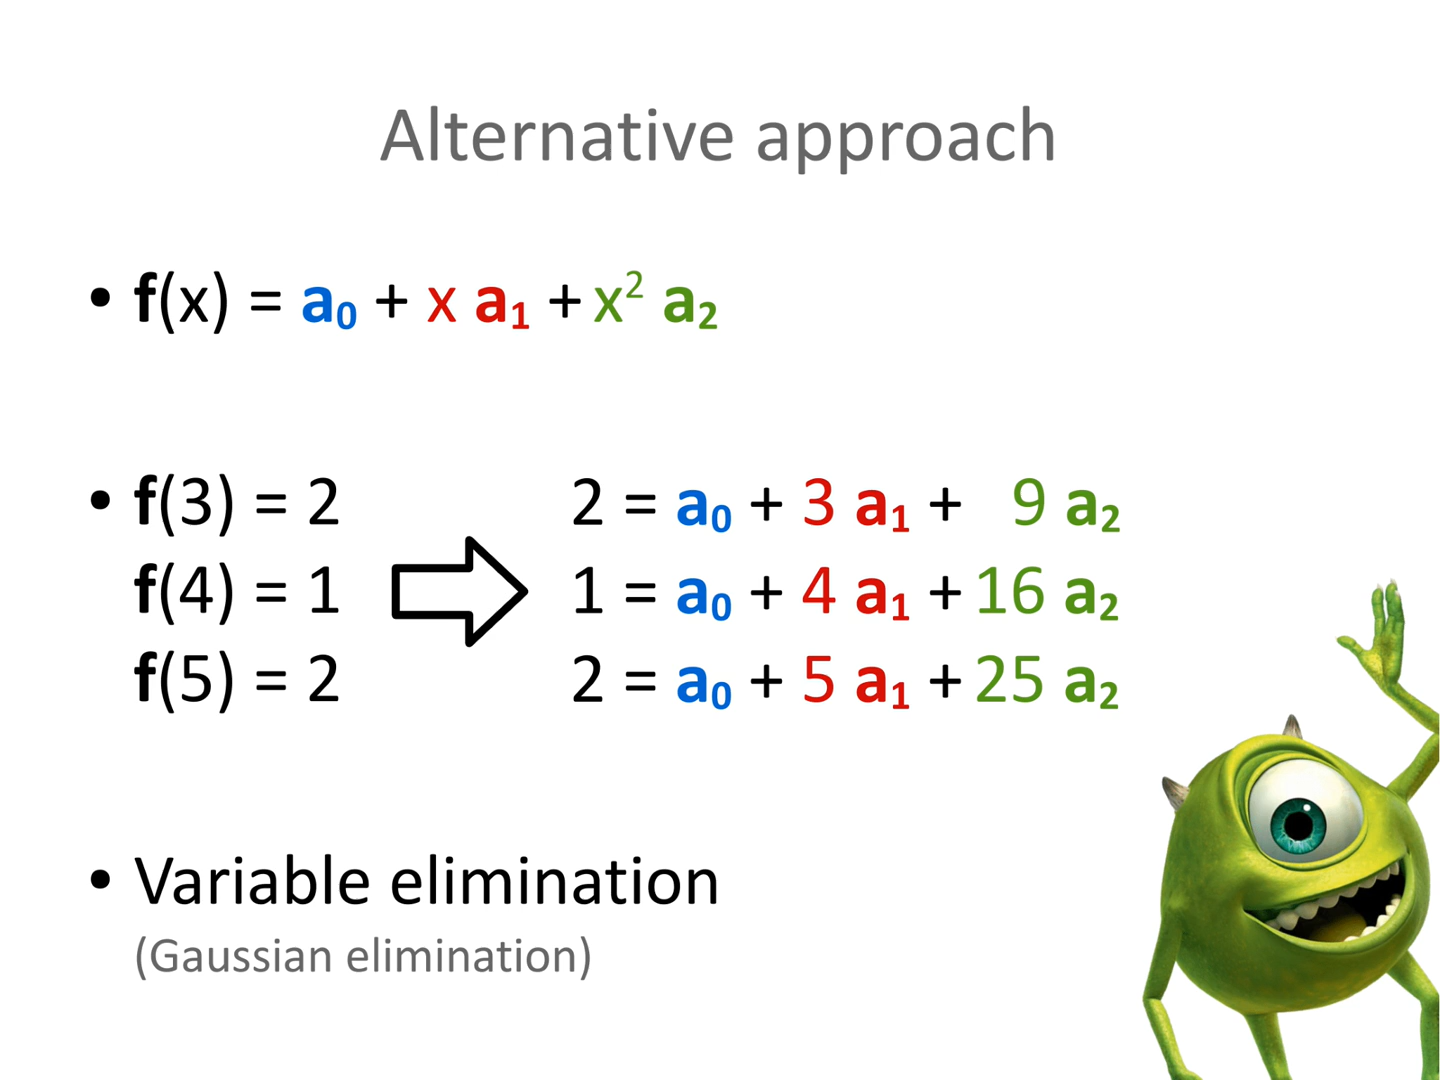 Alternative approach
• f(x) = a₀ + x a₁ + x² a₂
• f(3) = 2
f(4) = 1
f(5) = 2
2 = a₀ + 3 a₁ + 9 a₂
1 = a₀ + 4 a₁ + 16 a₂
2 = a₀ + 5 a₁ + 25 a₂
• Variable elimination
(Gaussian elimination)